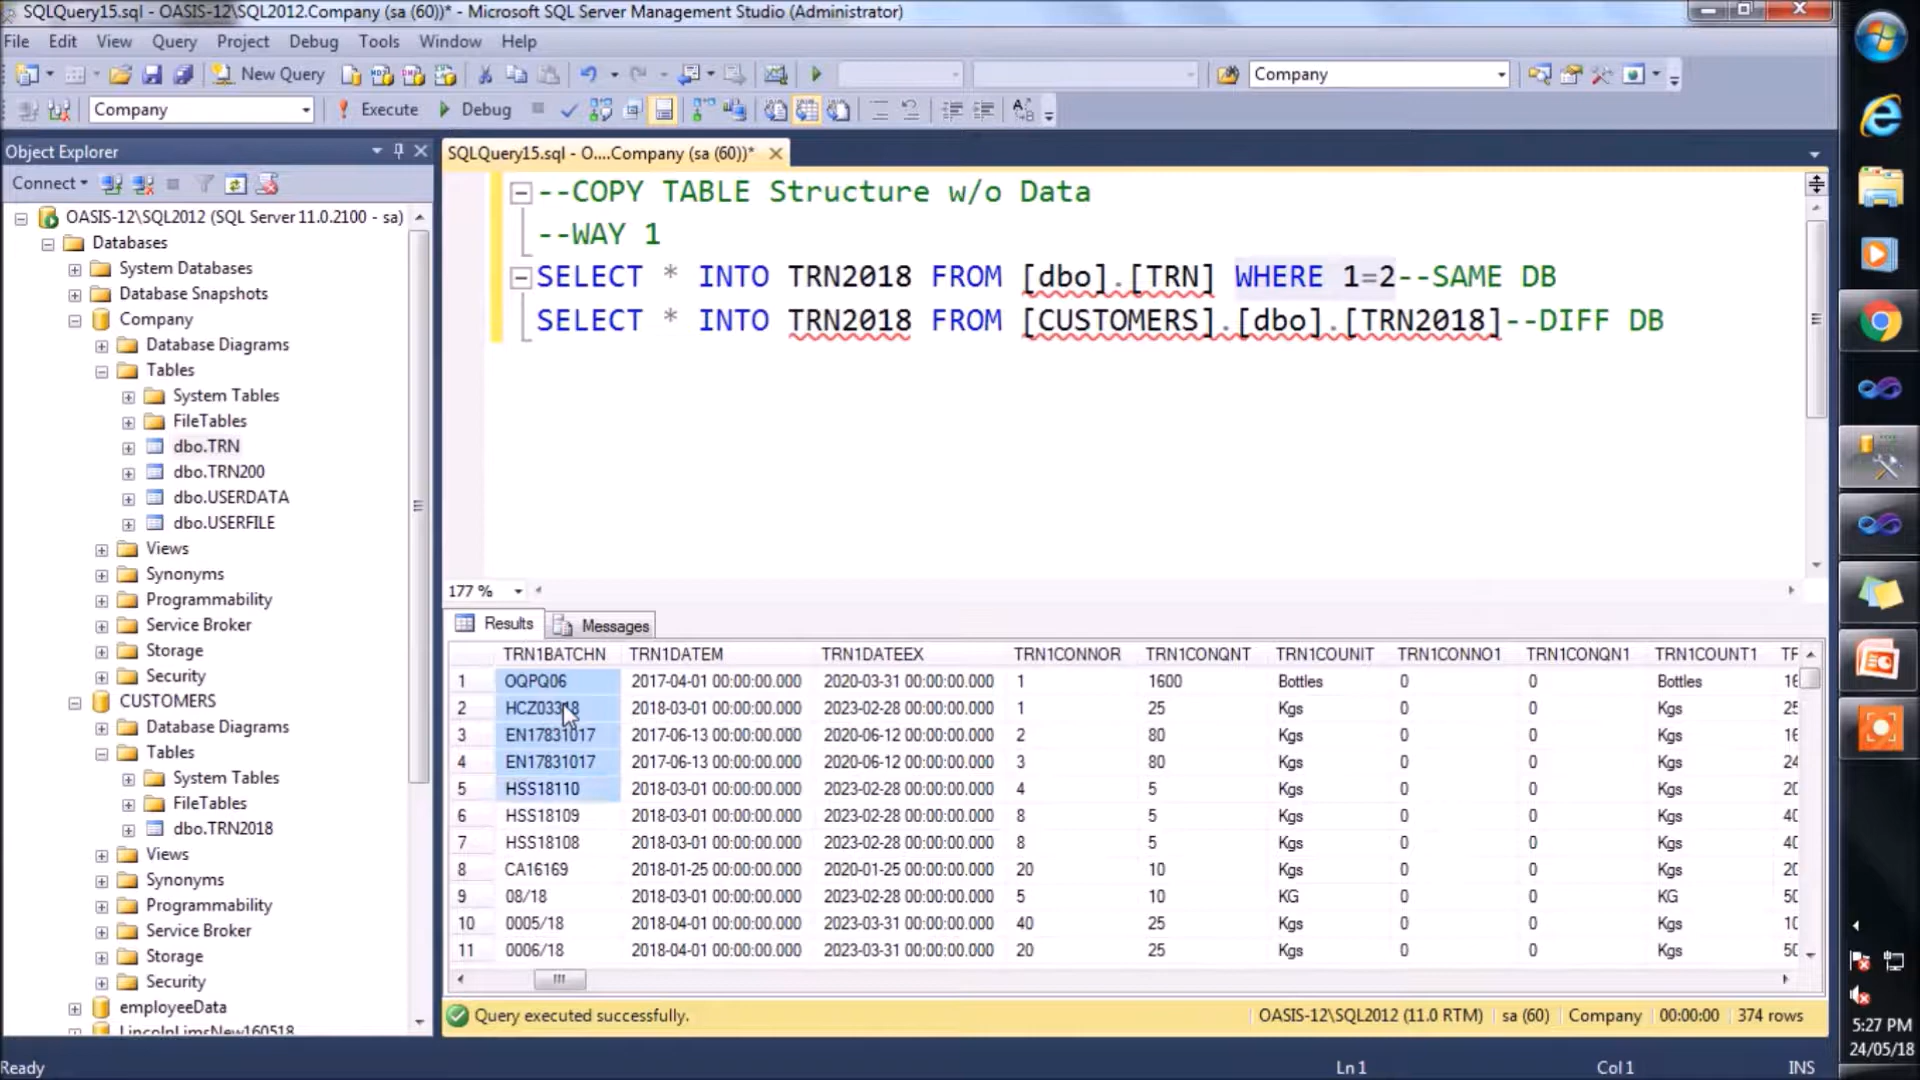 SQLQuery15.sql - OASIS-12\SQL2012.Company (sa (60))* - Microsoft SQL Server Management Studio (Administrator)
File Edit View Query Project Debug Tools Window Help
New Query Company
Company Execute Debug
Object Explorer
Connect
OASIS-12\SQL2012 (SQL Server 11.0.2100 - sa)
Databases
System Databases
Database Snapshots
Company
Database Diagrams
Tables
System Tables
FileTables
dbo.TRN
dbo.TRN200
dbo.USERDATA
dbo.USERFILE
Views
Synonyms
Programmability
Service Broker
Storage
Security
CUSTOMERS
Database Diagrams
Tables
System Tables
FileTables
dbo.TRN2018
Views
Synonyms
Programmability
Service Broker
Storage
Security
employeeData
LincolnLimsNew160518
SQLQuery15.sql - O....Company (sa (60))*
--COPY TABLE Structure w/o Data
--WAY 1
SELECT * INTO TRN2018 FROM [dbo].[TRN] WHERE 1=2--SAME DB
SELECT * INTO TRN2018 FROM [CUSTOMERS].[dbo].[TRN2018]--DIFF DB
177 %
Results Messages
TRN1BATCHN TRN1DATEM TRN1DATEEX TRN1CONNOR TRN1CONQNT TRN1COUNIT TRN1CONNO1 TRN1CONQN1 TRN1COUNT1 TF
1 OQPQ06 2017-04-01 00:00:00.000 2020-03-31 00:00:00.000 1 1600 Bottles 0 0 Bottles 16
2 HCZ03318 2018-03-01 00:00:00.000 2023-02-28 00:00:00.000 1 25 Kgs 0 0 Kgs 25
3 EN17831017 2017-06-13 00:00:00.000 2020-06-12 00:00:00.000 2 80 Kgs 0 0 Kgs 16
4 EN17831017 2017-06-13 00:00:00.000 2020-06-12 00:00:00.000 3 80 Kgs 0 0 Kgs 24
5 HSS18110 2018-03-01 00:00:00.000 2023-02-28 00:00:00.000 4 5 Kgs 0 0 Kgs 20
6 HSS18109 2018-03-01 00:00:00.000 2023-02-28 00:00:00.000 8 5 Kgs 0 0 Kgs 40
7 HSS18108 2018-03-01 00:00:00.000 2023-02-28 00:00:00.000 8 5 Kgs 0 0 Kgs 40
8 CA16169 2018-01-25 00:00:00.000 2020-01-25 00:00:00.000 20 10 Kgs 0 0 Kgs 20
9 08/18 2018-03-01 00:00:00.000 2023-02-28 00:00:00.000 5 10 KG 0 0 KG 50
10 0005/18 2018-04-01 00:00:00.000 2023-03-31 00:00:00.000 40 25 Kgs 0 0 Kgs 10
11 0006/18 2018-04-01 00:00:00.000 2023-03-31 00:00:00.000 20 25 Kgs 0 0 Kgs 50
Query executed successfully. OASIS-12\SQL2012 (11.0 RTM) sa (60) Company 00:00:00 374 rows
Ready Ln 1 Col 1 INS
5:27 PM
24/05/18